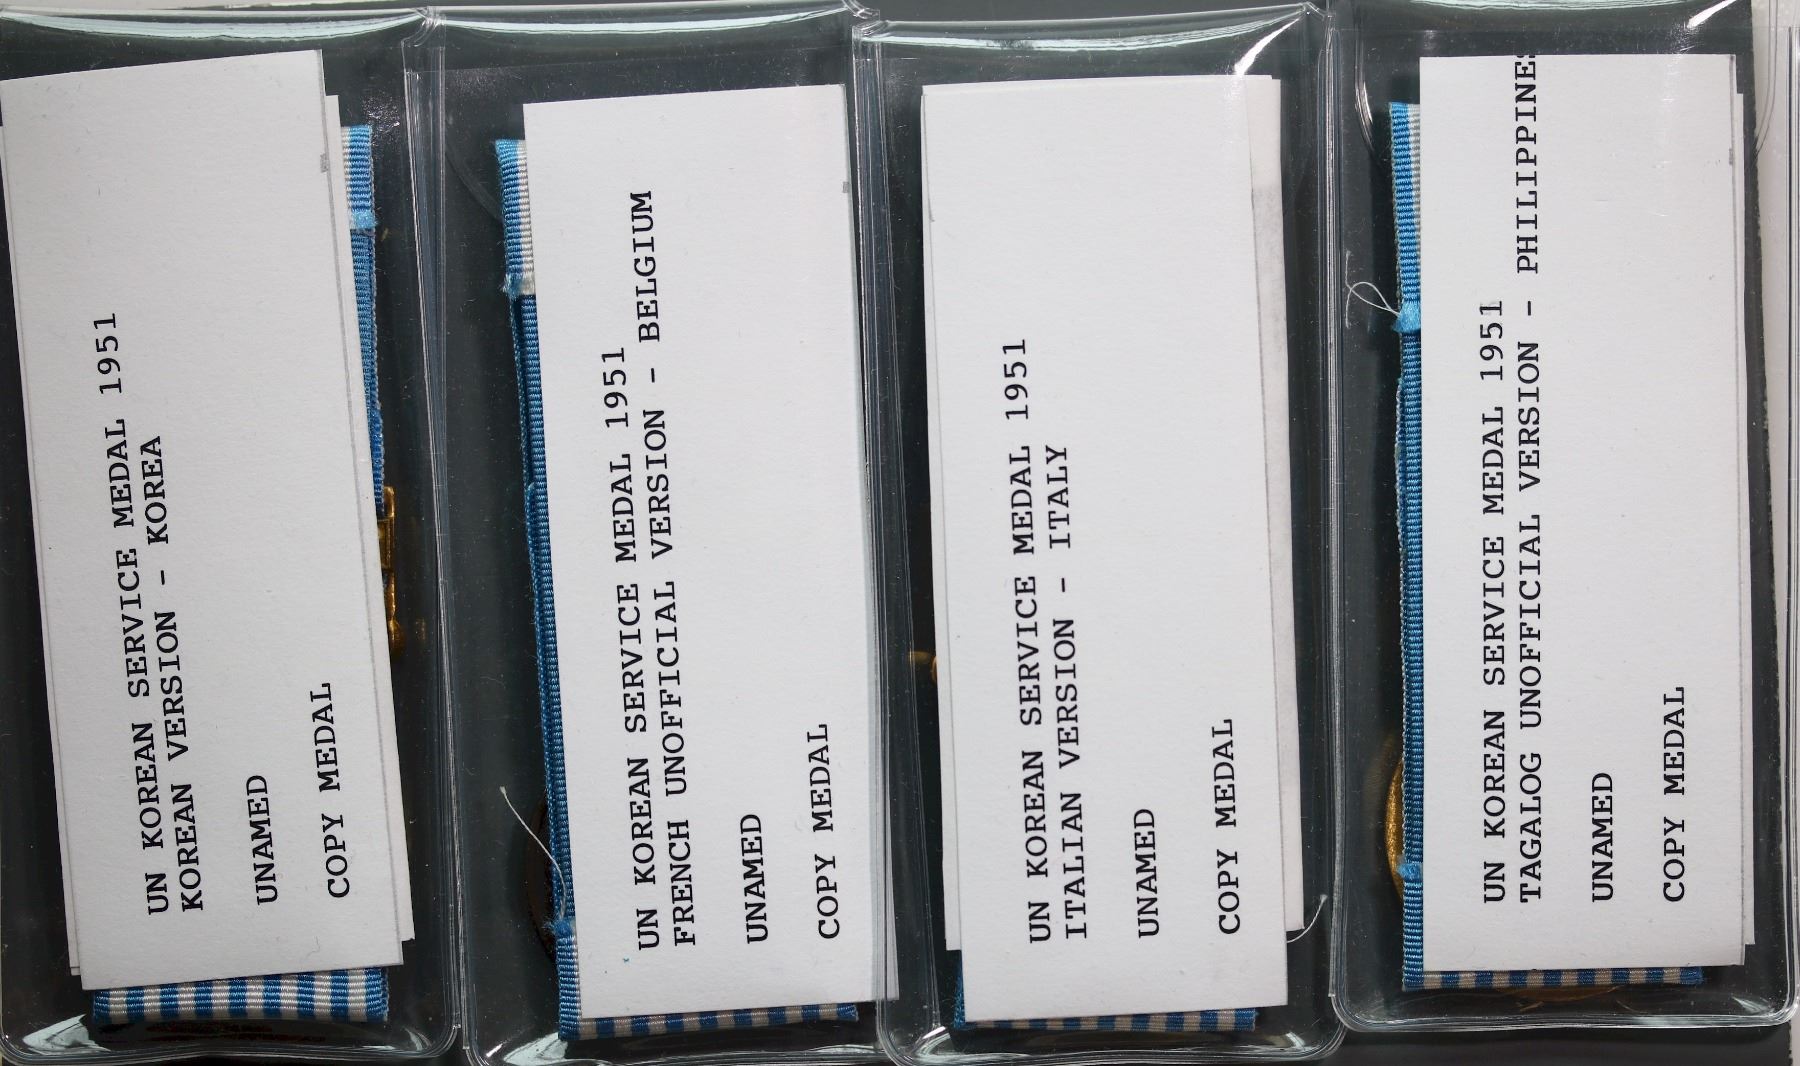 UN KOREAN SERVICE MEDAL 1951
KOREAN VERSION - KOREA
UNAMED
COPY MEDAL
UN KOREAN SERVICE MEDAL 1951
FRENCH UNOFFICIAL VERSION - BELGIUM
UNAMED
COPY MEDAL
UN KOREAN SERVICE MEDAL 1951
ITALIAN VERSION - ITALY
UNAMED
COPY MEDAL
UN KOREAN SERVICE MEDAL 1951
TAGALOG UNOFFICIAL VERSION - PHILIPPINE
UNAMED
COPY MEDAL